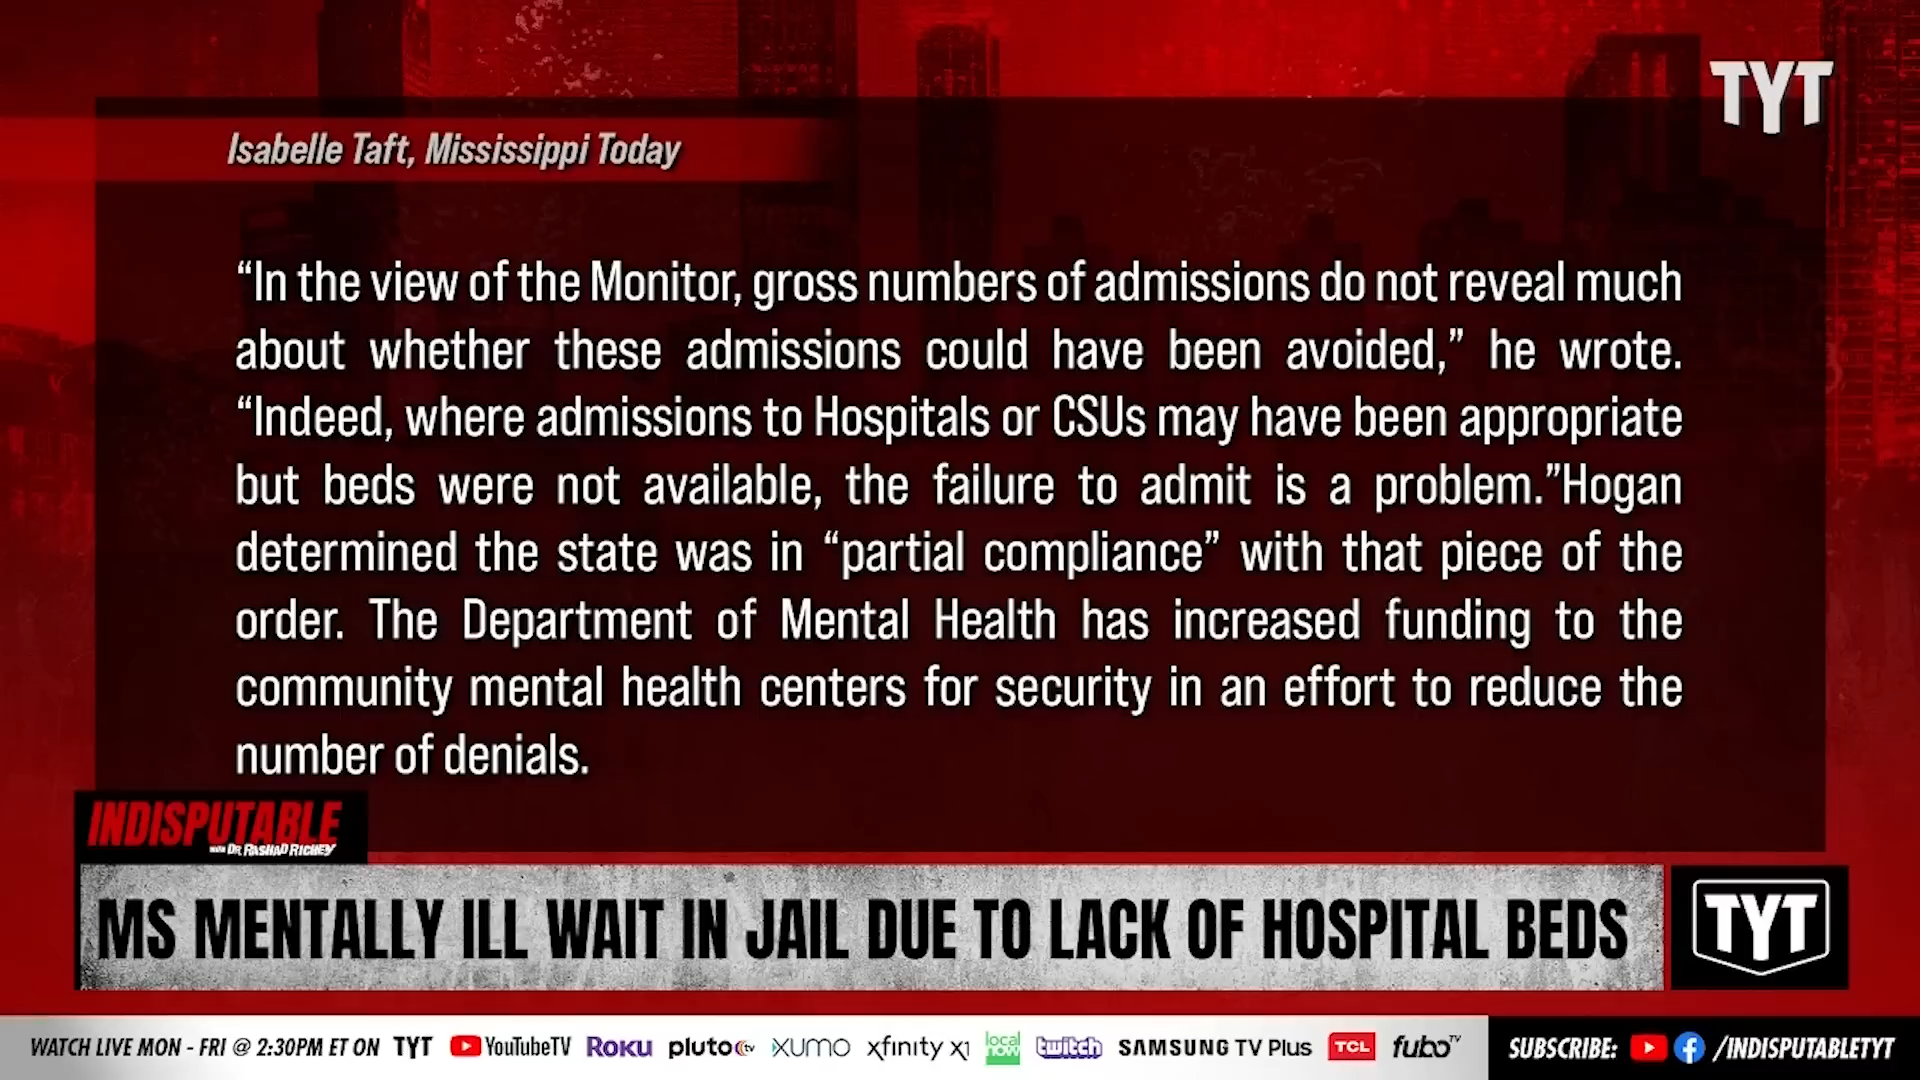 TYT
Isabelle Taft, Mississippi Today
“In the view of the Monitor, gross numbers of admissions do not reveal much
about whether these admissions could have been avoided,” he wrote.
“Indeed, where admissions to Hospitals or CSUs may have been appropriate
but beds were not available, the failure to admit is a problem.”Hogan
determined the state was in “partial compliance” with that piece of the
order. The Department of Mental Health has increased funding to the
community mental health centers for security in an effort to reduce the
number of denials.
INDISPUTABLE
WITH DR. RASHAD RICHEY
MS MENTALLY ILL WAIT IN JAIL DUE TO LACK OF HOSPITAL BEDS
TYT
WATCH LIVE MON - FRI @ 2:30PM ET ON TYT YouTubeTV ROKU pluto tv XUMO xfinity x1 local now twitch SAMSUNG TV Plus TCL fubo TV
SUBSCRIBE: /INDISPUTABLETYT